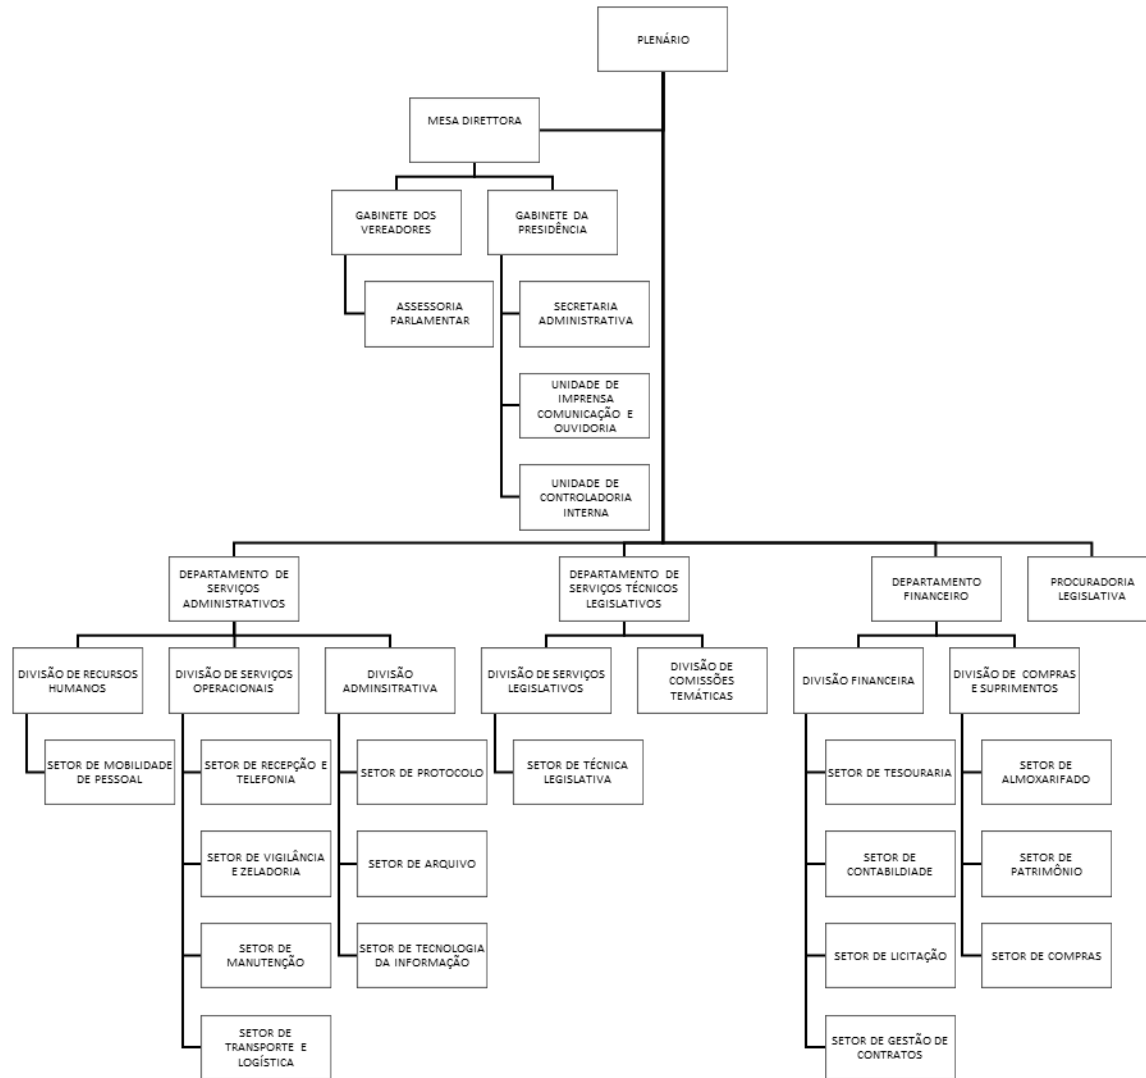 PLENÁRIO
MESA DIRETTORA
GABINETE DOS
VEREADORES
GABINETE DA
PRESIDÊNCIA
ASSESSORIA
PARLAMENTAR
SECRETARIA
ADMINISTRATIVA
UNIDADE DE
IMPRENSA
COMUNICAÇÃO E
OUVIDORIA
UNIDADE DE
CONTROLADORIA
INTERNA
DEPARTAMENTO DE
SERVIÇOS
ADMINISTRATIVOS
DEPARTAMENTO DE
SERVIÇOS TÉCNICOS
LEGISLATIVOS
DEPARTAMENTO
FINANCEIRO
PROCURADORIA
LEGISLATIVA
DIVISÃO DE RECURSOS
HUMANOS
DIVISÃO DE SERVIÇOS
OPERACIONAIS
DIVISÃO
ADMINSITRATIVA
DIVISÃO DE SERVIÇOS
LEGISLATIVOS
DIVISÃO DE
COMISSÕES
TEMÁTICAS
DIVISÃO FINANCEIRA
DIVISÃO DE COMPRAS
E SUPRIMENTOS
SETOR DE MOBILIDADE
DE PESSOAL
SETOR DE RECEPÇÃO E
TELEFONIA
SETOR DE PROTOCOLO
SETOR DE TÉCNICA
LEGISLATIVA
SETOR DE TESOURARIA
SETOR DE
ALMOXARIFADO
SETOR DE VIGILÂNCIA
E ZELADORIA
SETOR DE ARQUIVO
SETOR DE
CONTABILDIADE
SETOR DE
PATRIMÔNIO
SETOR DE
MANUTENÇÃO
SETOR DE TECNOLOGIA
DA INFORMAÇÃO
SETOR DE LICITAÇÃO
SETOR DE COMPRAS
SETOR DE
TRANSPORTE E
LOGÍSTICA
SETOR DE GESTÃO DE
CONTRATOS